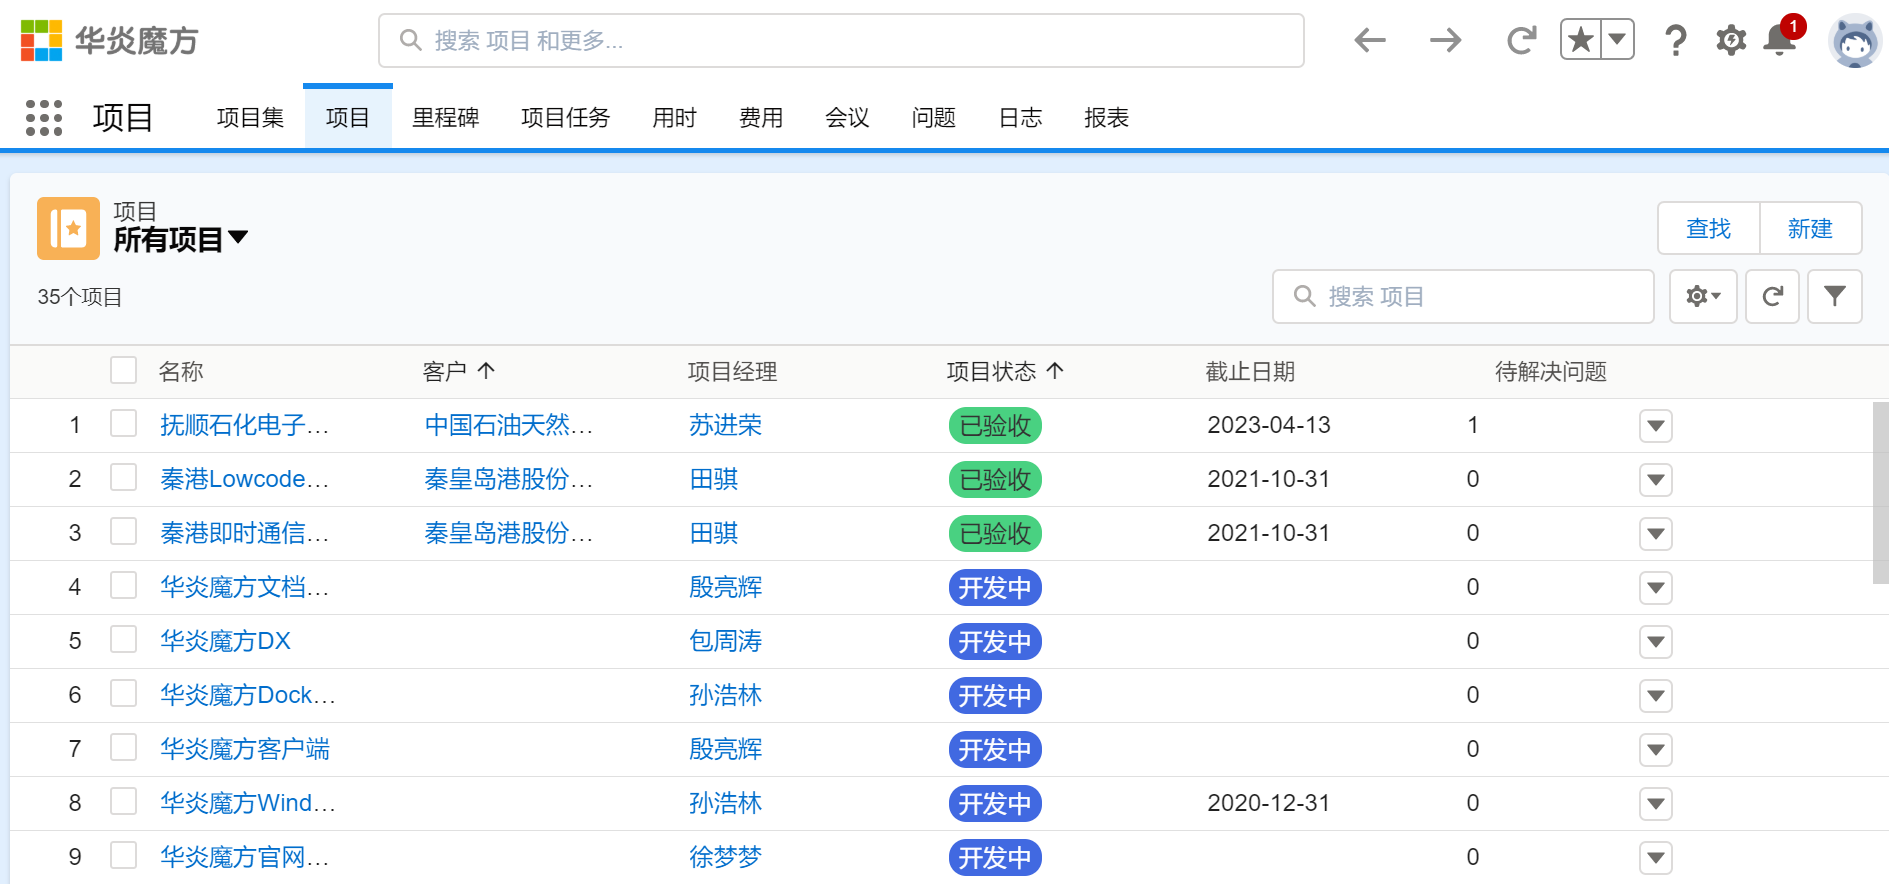 华炎魔方
搜索 项目 和更多...
1
项目 项目集 项目 里程碑 项目任务 用时 费用 会议 问题 日志 报表
项目
所有项目
查找 新建
35个项目
搜索 项目
名称 客户 项目经理 项目状态 截止日期 待解决问题
1 抚顺石化电子... 中国石油天然... 苏进荣 已验收 2023-04-13 1
2 秦港Lowcode... 秦皇岛港股份... 田骐 已验收 2021-10-31 0
3 秦港即时通信... 秦皇岛港股份... 田骐 已验收 2021-10-31 0
4 华炎魔方文档... 殷亮辉 开发中 0
5 华炎魔方DX 包周涛 开发中 0
6 华炎魔方Dock... 孙浩林 开发中 0
7 华炎魔方客户端 殷亮辉 开发中 0
8 华炎魔方Wind... 孙浩林 开发中 2020-12-31 0
9 华炎魔方官网... 徐梦梦 开发中 0